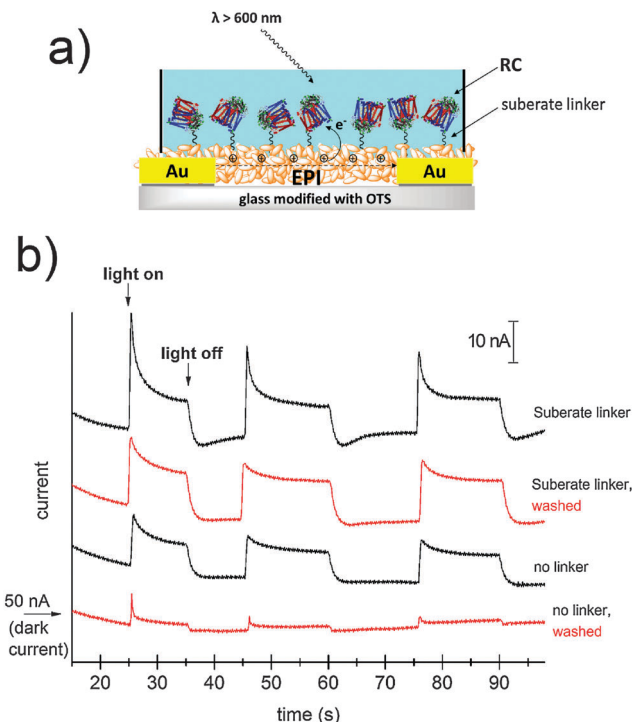 a)
λ > 600 nm
RC
suberate linker
e-
Au
EPI
Au
glass modified with OTS
b)
light on
light off
10 nA
Suberate linker
Suberate linker,
washed
no linker
no linker,
washed
current
50 nA
(dark
current)
20 30 40 50 60 70 80 90
time (s)